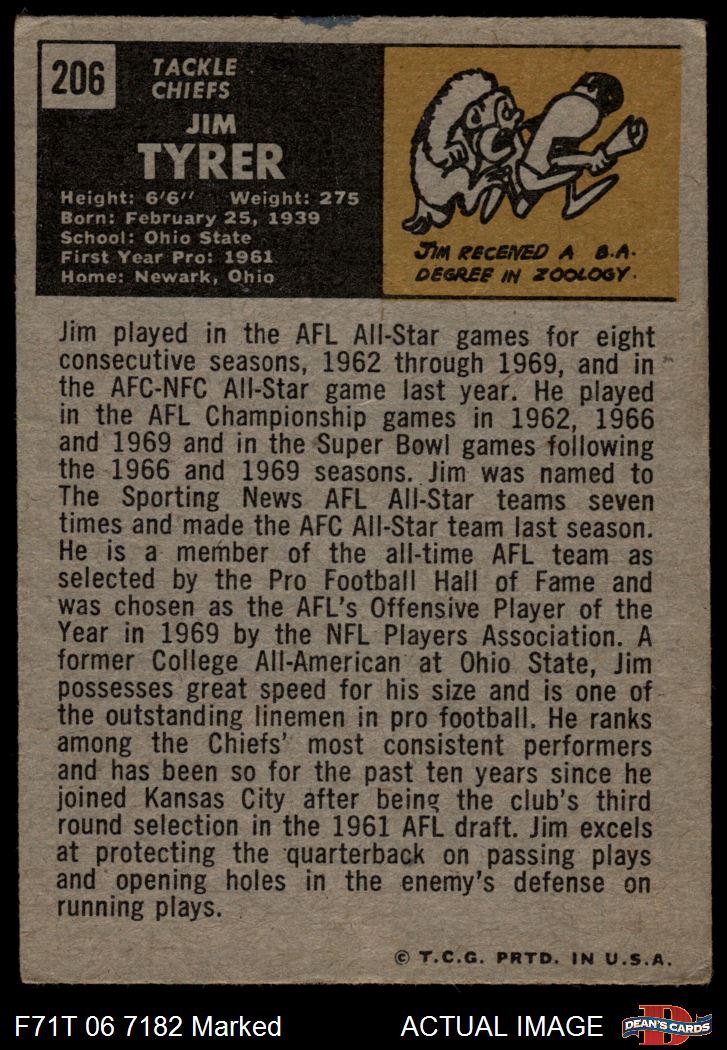 206
TACKLE
CHIEFS
JIM
TYRER
Height: 6'6" Weight: 275
Born: February 25, 1939
School: Ohio State
First Year Pro: 1961
Home: Newark, Ohio
JIM RECEIVED A B.A.
DEGREE IN ZOOLOGY.
Jim played in the AFL All-Star games for eight
consecutive seasons, 1962 through 1969, and in
the AFC-NFC All-Star game last year. He played
in the AFL Championship games in 1962, 1966
and 1969 and in the Super Bowl games following
the 1966 and 1969 seasons. Jim was named to
The Sporting News AFL All-Star teams seven
times and made the AFC All-Star team last season.
He is a member of the all-time AFL team as
selected by the Pro Football Hall of Fame and
was chosen as the AFL's Offensive Player of the
Year in 1969 by the NFL Players Association. A
former College All-American at Ohio State, Jim
possesses great speed for his size and is one of
the outstanding linemen in pro football. He ranks
among the Chiefs' most consistent performers
and has been so for the past ten years since he
joined Kansas City after being the club's third
round selection in the 1961 AFL draft. Jim excels
at protecting the quarterback on passing plays
and opening holes in the enemy's defense on
running plays.
© T.C.G. PRTD. IN U.S.A.
F71T 06 7182 Marked ACTUAL IMAGE
D
DEAN'S CARDS